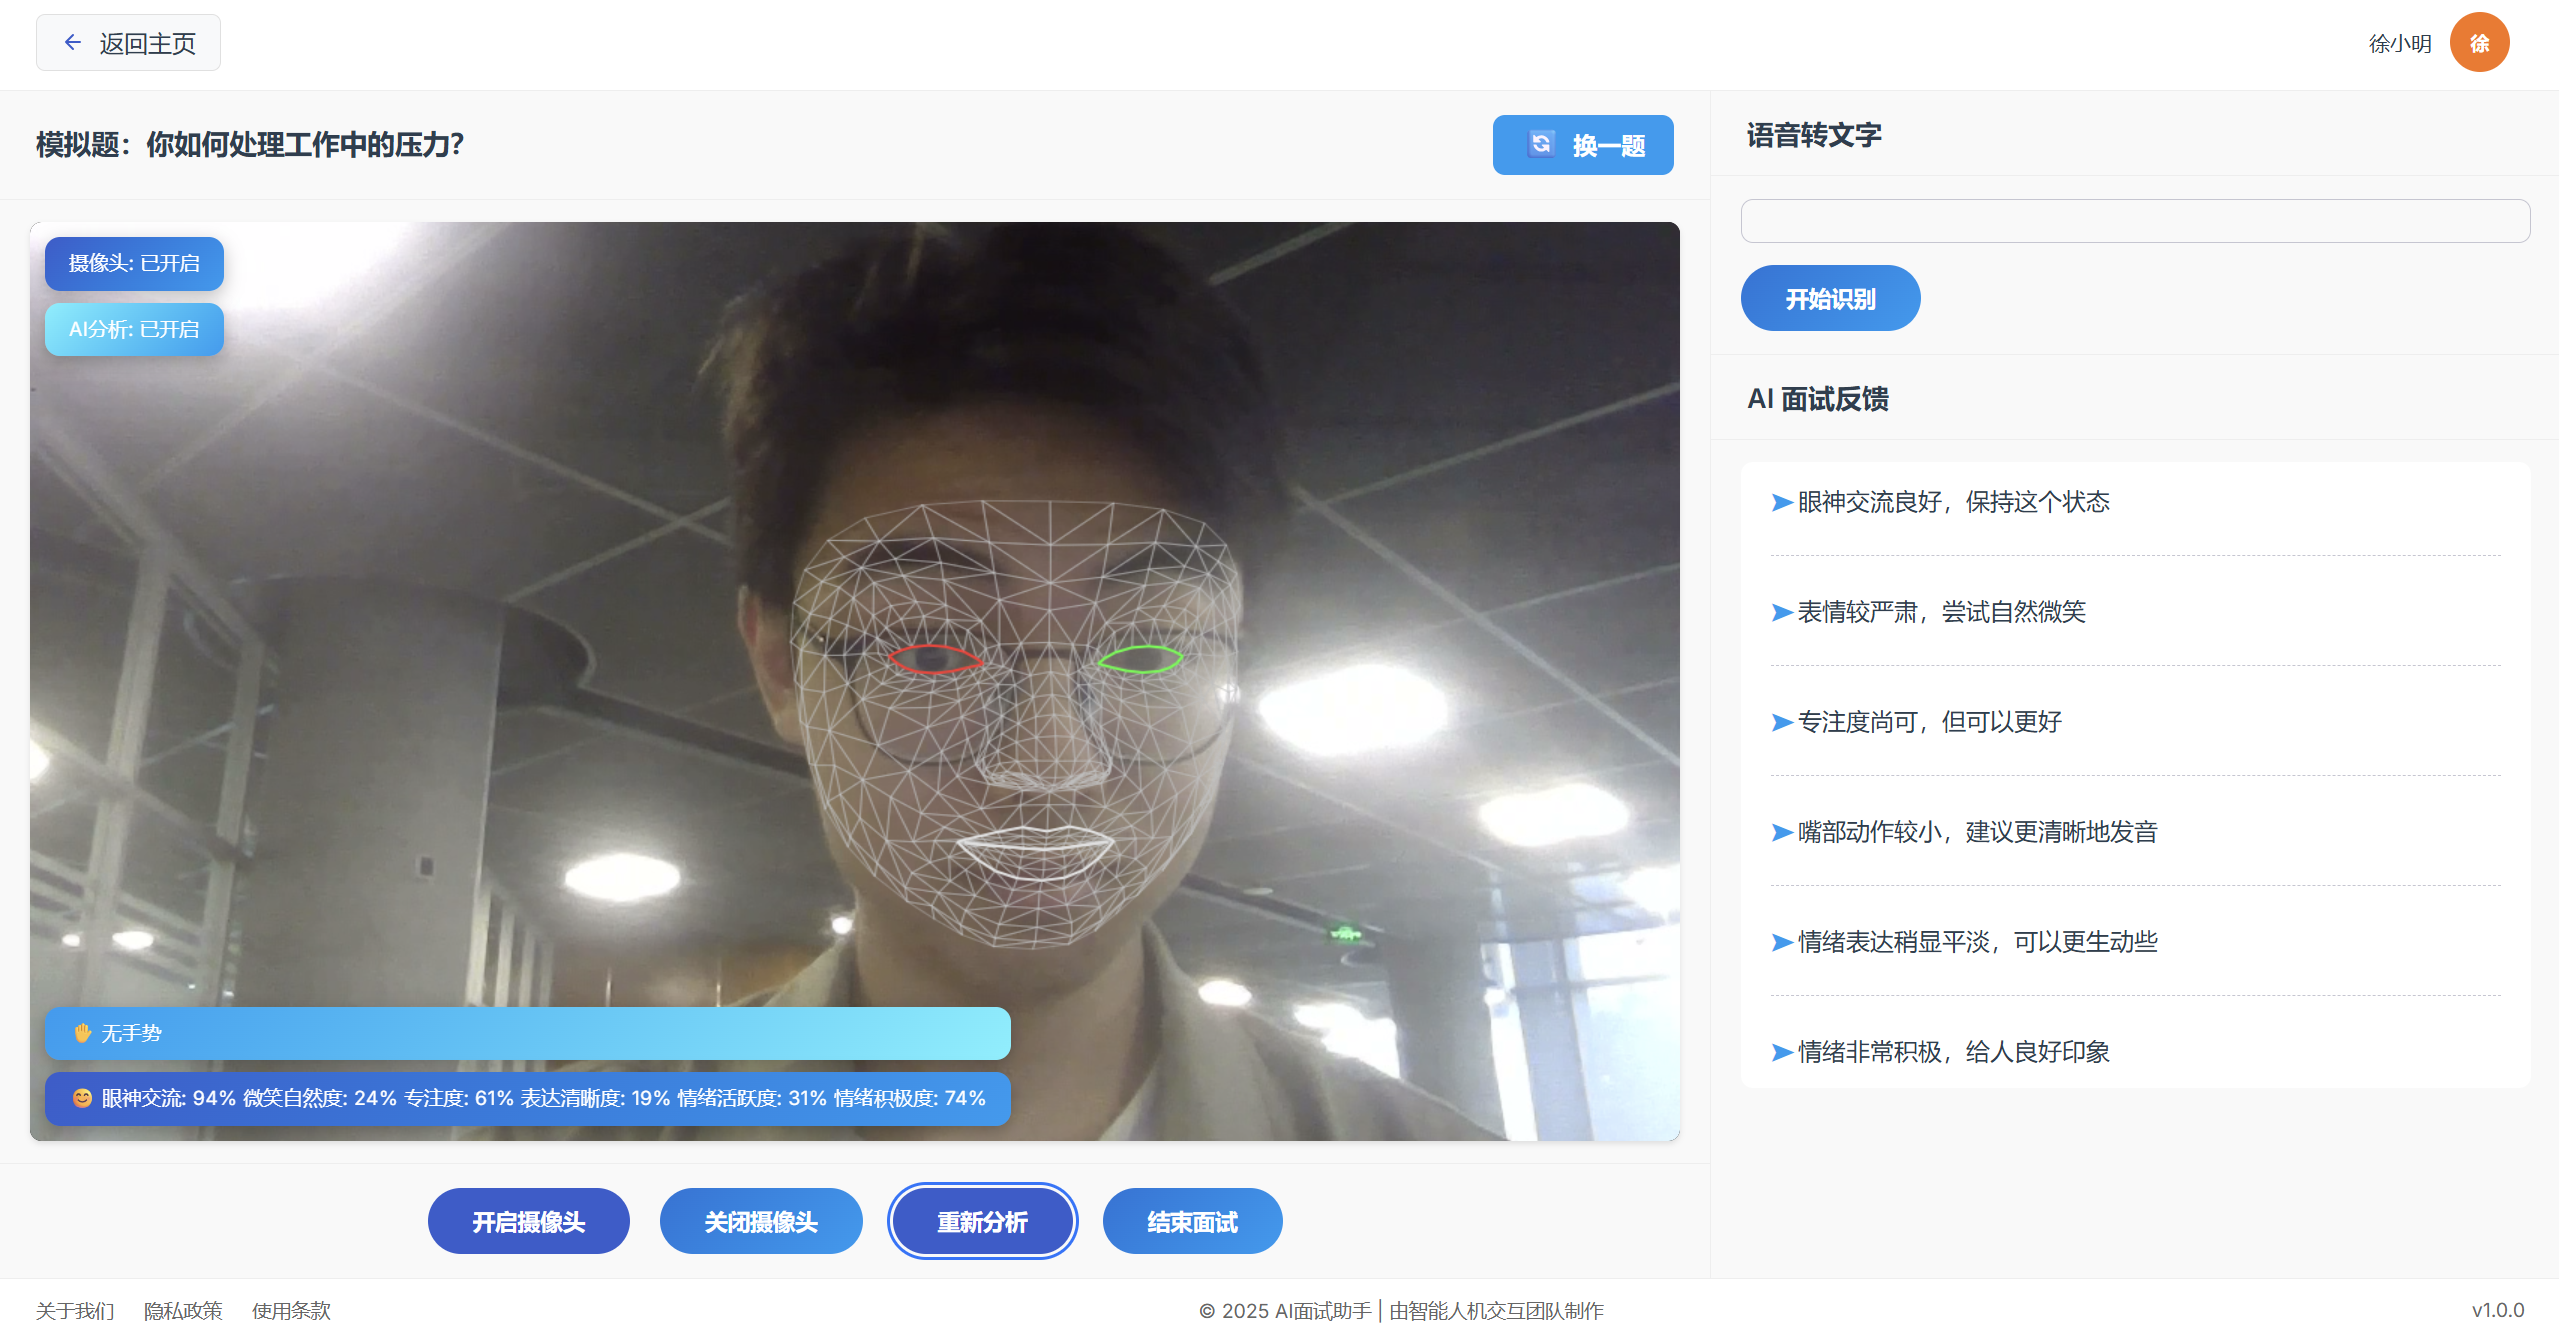 返回主页
徐小明
徐
模拟题：你如何处理工作中的压力？
换一题
摄像头: 已开启
AI分析: 已开启
无手势
眼神交流: 94% 微笑自然度: 24% 专注度: 61% 表达清晰度: 19% 情绪活跃度: 31% 情绪积极度: 74%
开启摄像头
关闭摄像头
重新分析
结束面试
语音转文字
开始识别
AI 面试反馈
眼神交流良好，保持这个状态
表情较严肃，尝试自然微笑
专注度尚可，但可以更好
嘴部动作较小，建议更清晰地发音
情绪表达稍显平淡，可以更生动些
情绪非常积极，给人良好印象
关于我们
隐私政策
使用条款
© 2025 AI面试助手 | 由智能人机交互团队制作
v1.0.0